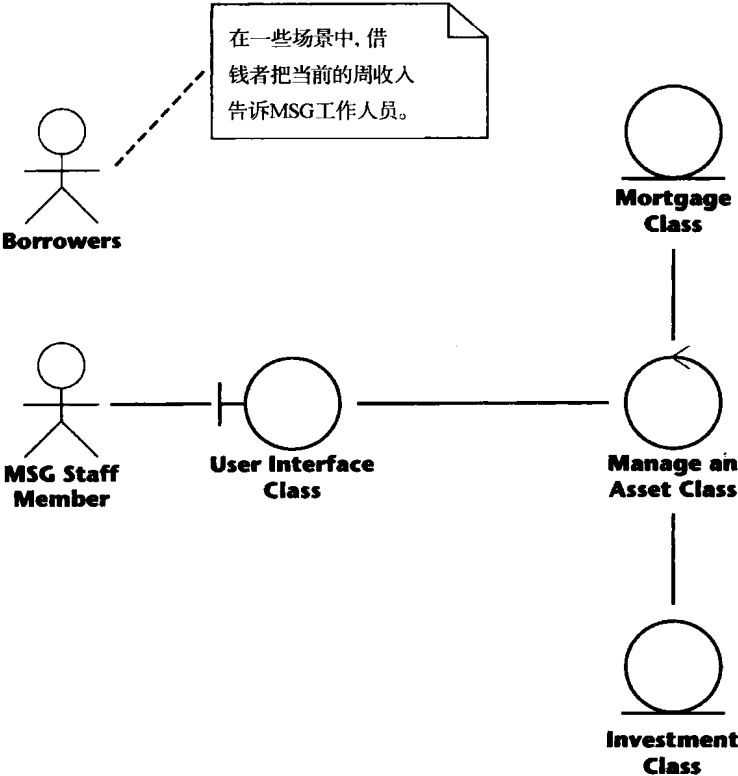 在一些场景中,借
钱者把当前的周收入
告诉MSG工作人员。
Borrowers
Mortgage
Class
MSG Staff
Member
User Interface
Class
Manage an
Asset Class
Investment
Class